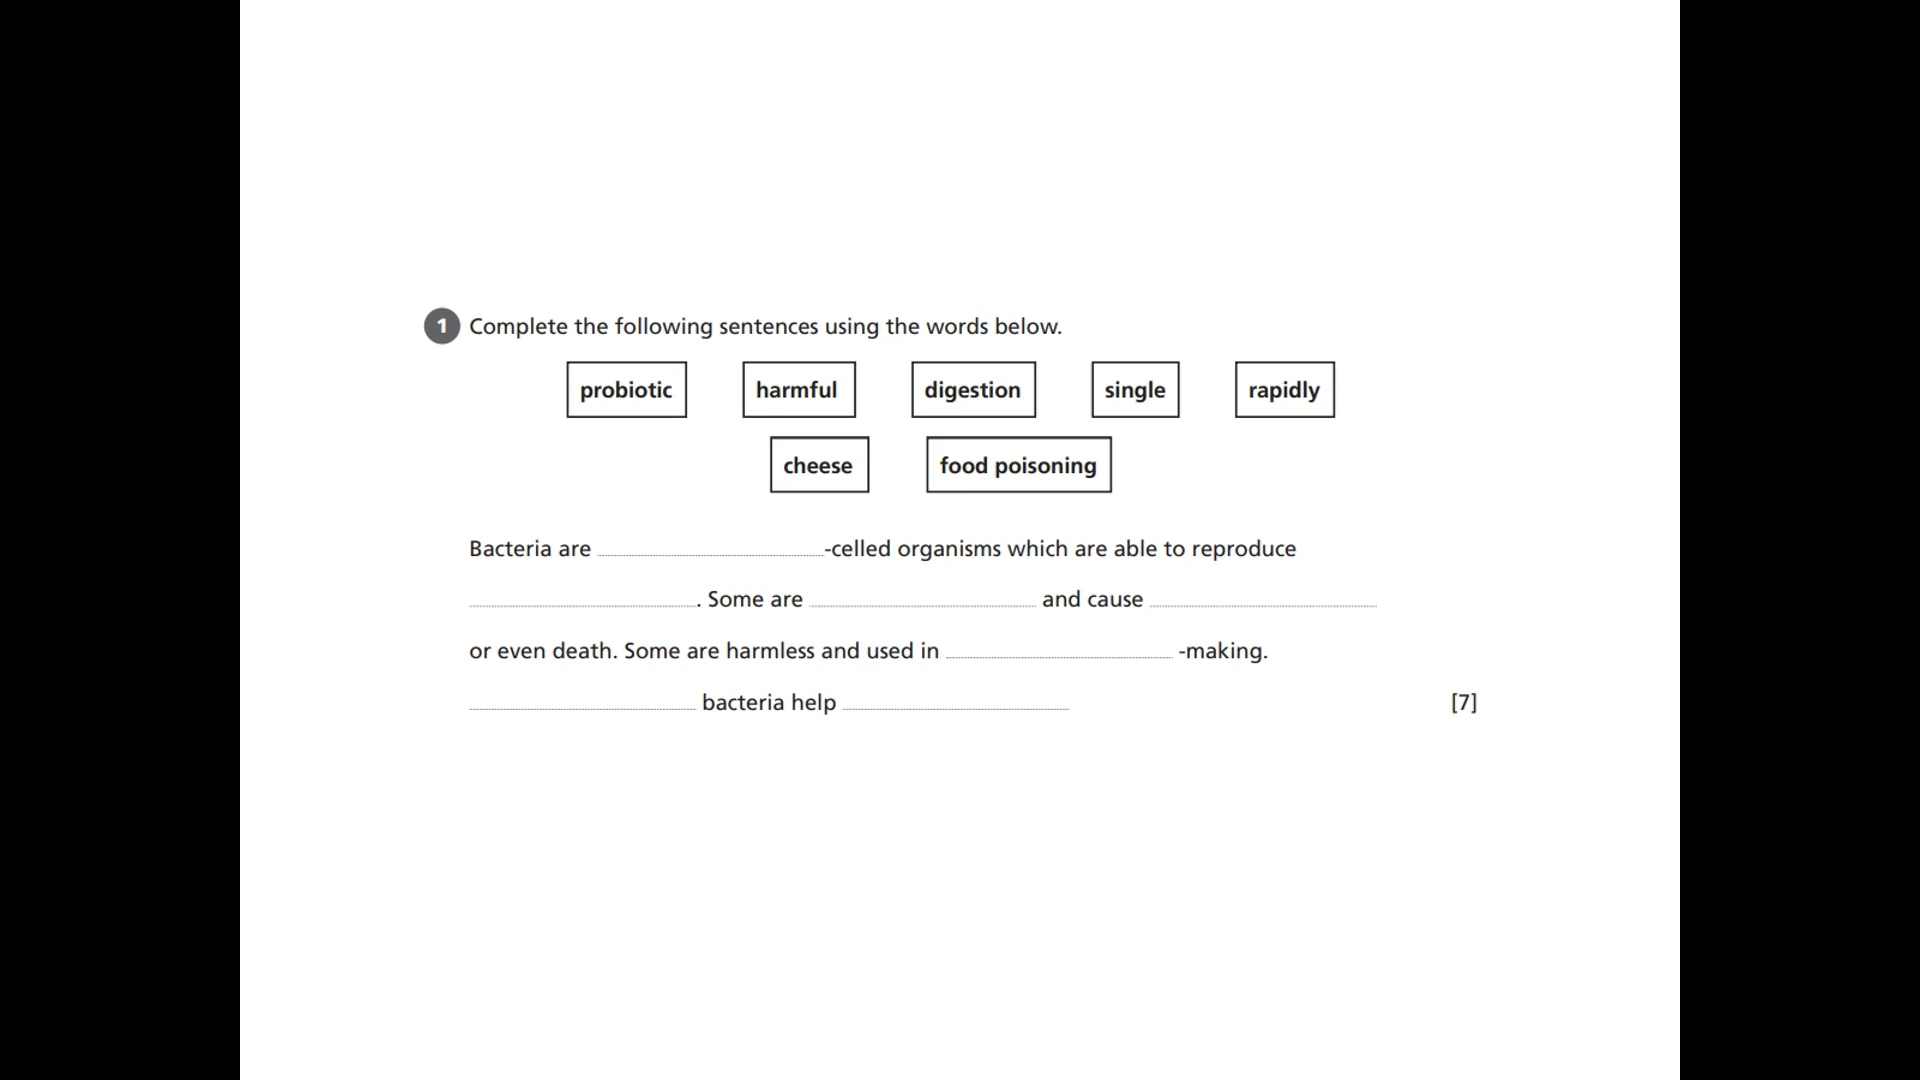 1 Complete the following sentences using the words below.
probiotic harmful digestion single rapidly
cheese food poisoning
Bacteria are ........................ -celled organisms which are able to reproduce
........................ . Some are ........................ and cause ........................
or even death. Some are harmless and used in ........................ -making.
........................ bacteria help ........................ [7]